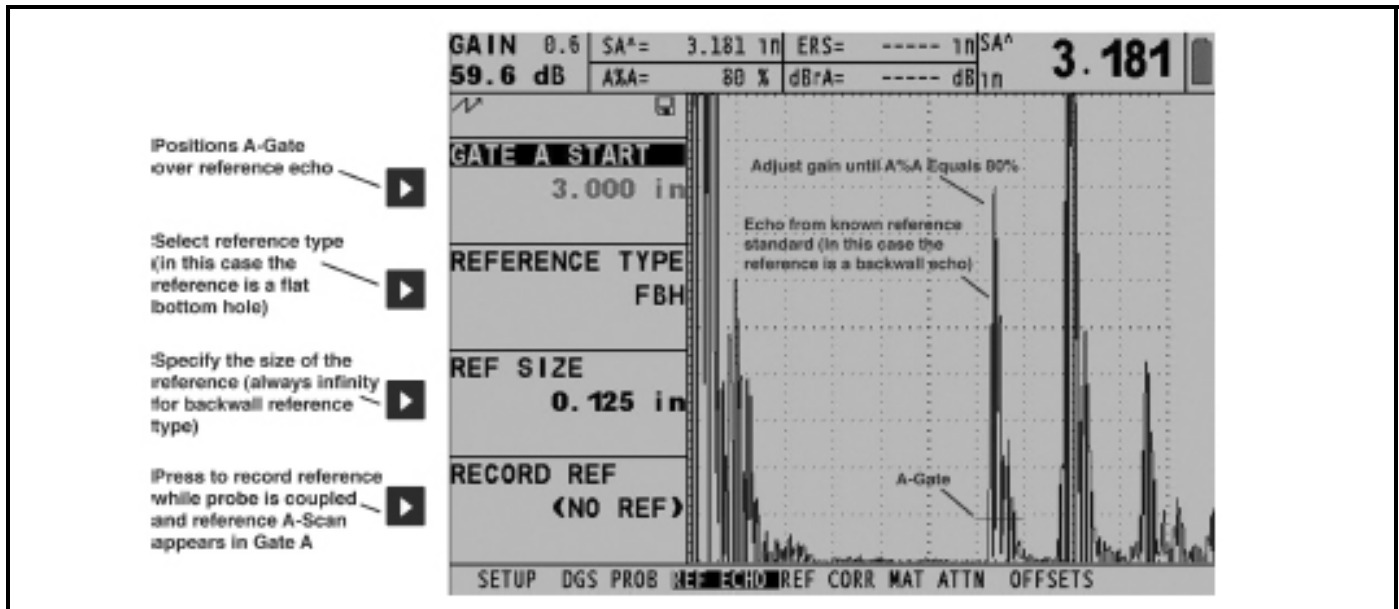 GAIN 0.6
59.6 dB
SA^= 3.181 in
A%A= 80 %
ERS= ----- in
dBrA= ----- dB
SA^
in
3.181
Positions A-Gate
over reference echo
GATE A START
3.000 in
Select reference type
(in this case the
reference is a flat
bottom hole)
REFERENCE TYPE
FBH
Specify the size of the
reference (always infinity
for backwall reference
type)
REF SIZE
0.125 in
Press to record reference
while probe is coupled
and reference A-Scan
appears in Gate A
RECORD REF
(NO REF)
Adjust gain until A%A Equals 80%
Echo from known reference
standard (in this case the
reference is a backwall echo)
A-Gate
SETUP DGS PROB REF ECHO REF CORR MAT ATTN OFFSETS